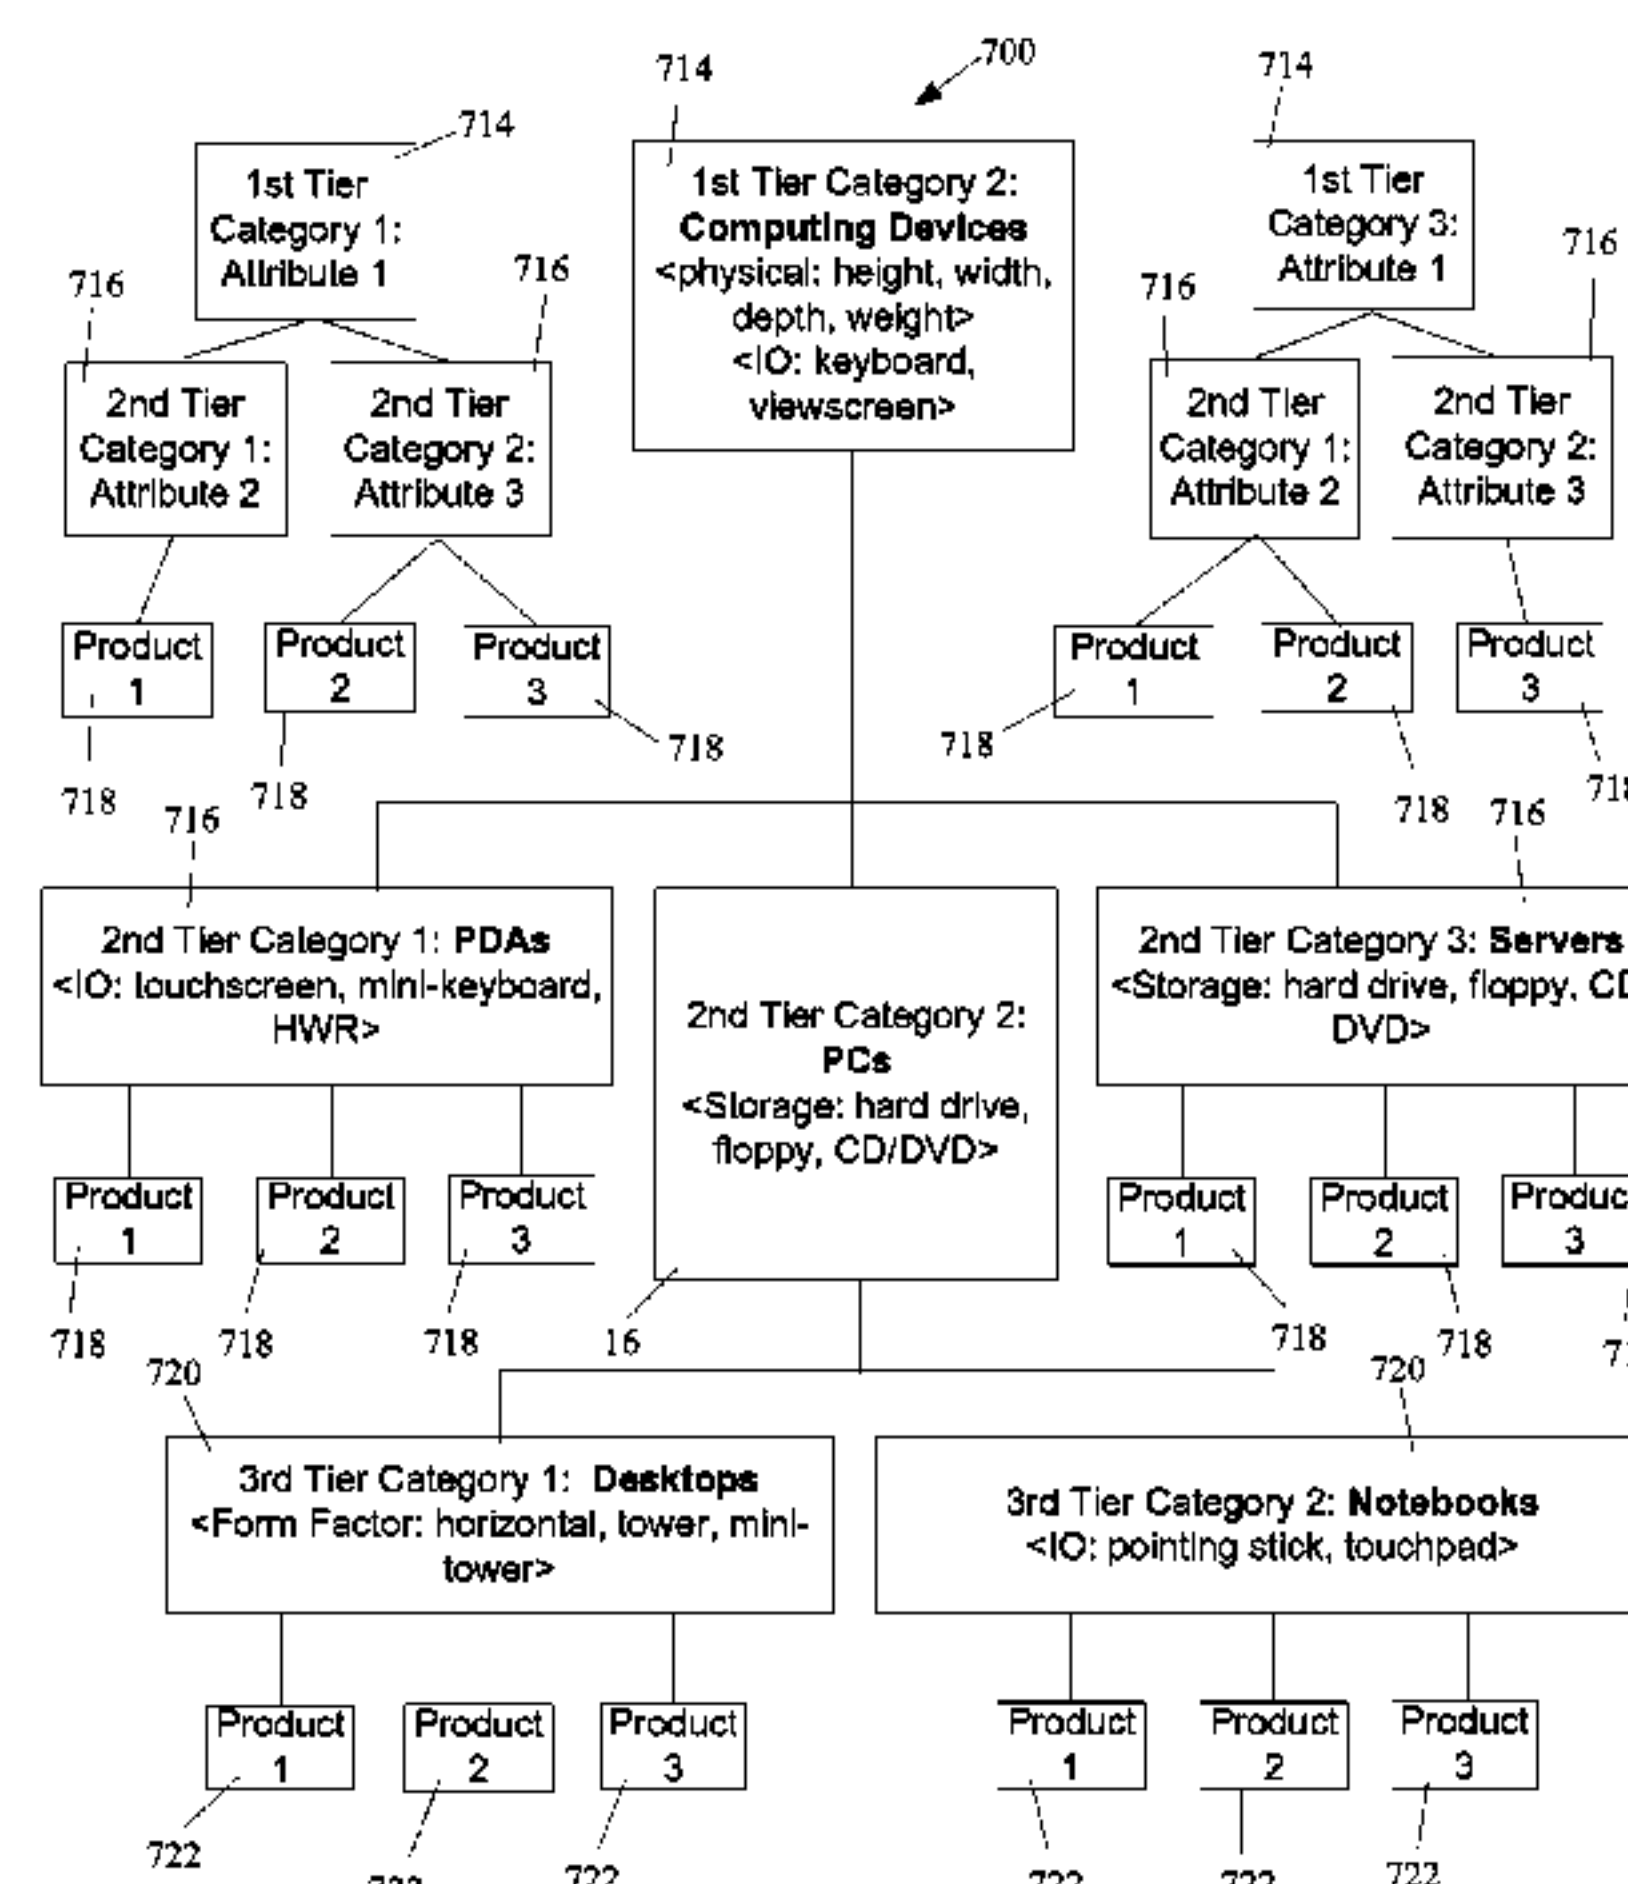 700
714
714
714
1st Tier
Category 1:
Attribute 1
1st Tier Category 2:
Computing Devices
<physical: height, width,
depth, weight>
<IO: keyboard,
viewscreen>
1st Tier
Category 3:
Attribute 1
716
716
716
716
2nd Tier
Category 1:
Attribute 2
2nd Tier
Category 2:
Attribute 3
2nd Tier
Category 1:
Attribute 2
2nd Tier
Category 2:
Attribute 3
Product
1
Product
2
Product
3
Product
1
Product
2
Product
3
718
718
718
718
718
716
716
2nd Tier Category 1: PDAs
<IO: touchscreen, mini-keyboard,
HWR>
2nd Tier Category 2:
PCs
<Storage: hard drive,
floppy, CD/DVD>
2nd Tier Category 3: Servers
<Storage: hard drive, floppy, CD
DVD>
Product
1
Product
2
Product
3
Product
1
Product
2
Produc
3
718
718
718
16
718
718
720
720
3rd Tier Category 1: Desktops
<Form Factor: horizontal, tower, mini-
tower>
3rd Tier Category 2: Notebooks
<IO: pointing stick, touchpad>
Product
1
Product
2
Product
3
Product
1
Product
2
Product
3
722
722
722
722
722